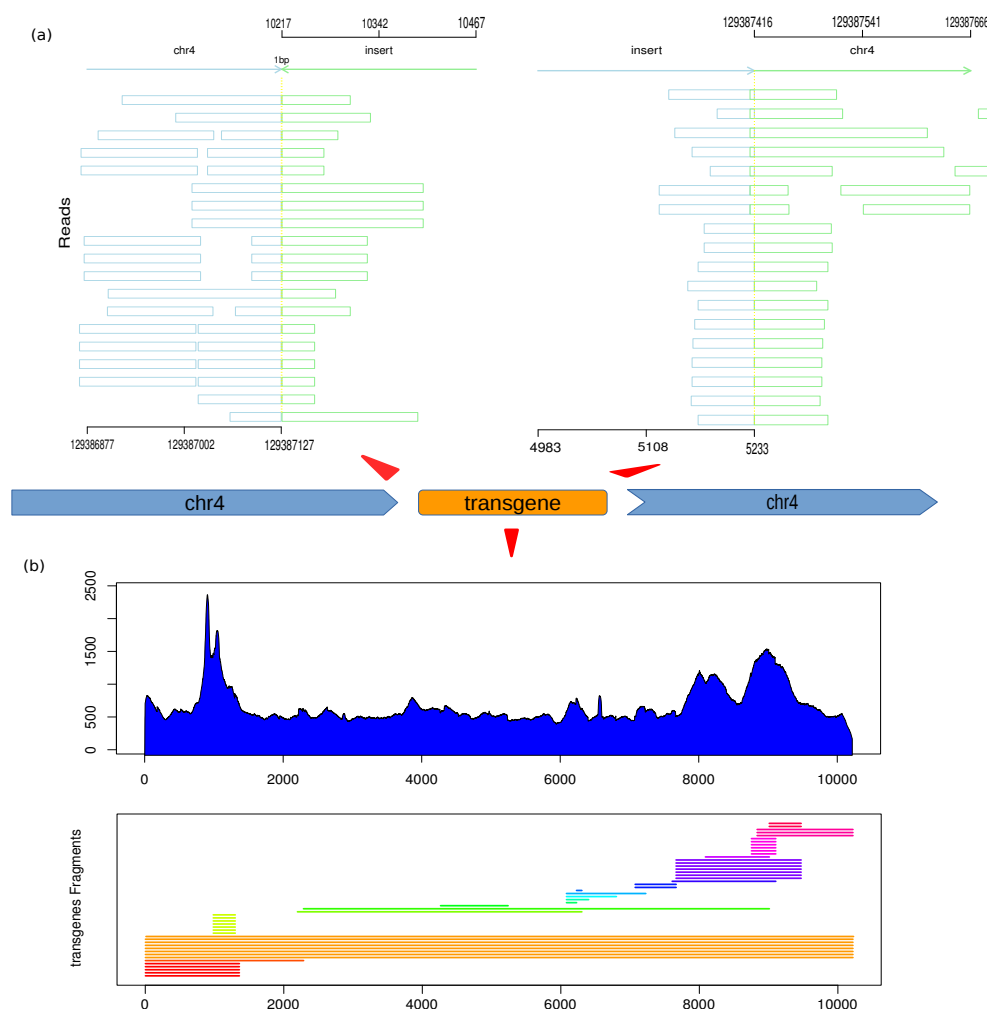 (a)
10217 10342 10467
chr4 insert
1bp
Reads
129386877 129387002 129387127
129387416 129387541 129387666
insert chr4
4983 5108 5233
chr4 transgene chr4
(b)
2500
1500
500
0
0 2000 4000 6000 8000 10000
transgenes Fragments
0 2000 4000 6000 8000 10000